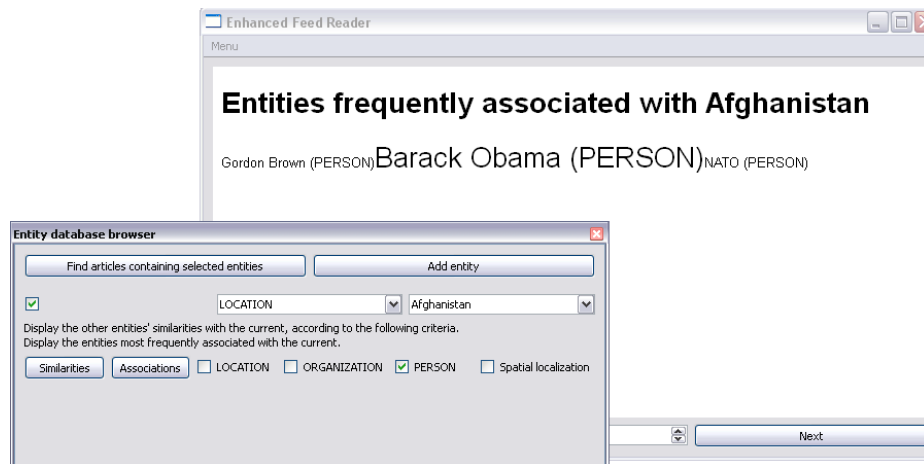 Enhanced Feed Reader
Menu
Entities frequently associated with Afghanistan
Gordon Brown (PERSON)Barack Obama (PERSON)NATO (PERSON)
Entity database browser
Find articles containing selected entities Add entity
LOCATION Afghanistan
Display the other entities' similarities with the current, according to the following criteria.
Display the entities most frequently associated with the current.
Similarities Associations LOCATION ORGANIZATION PERSON Spatial localization
Next